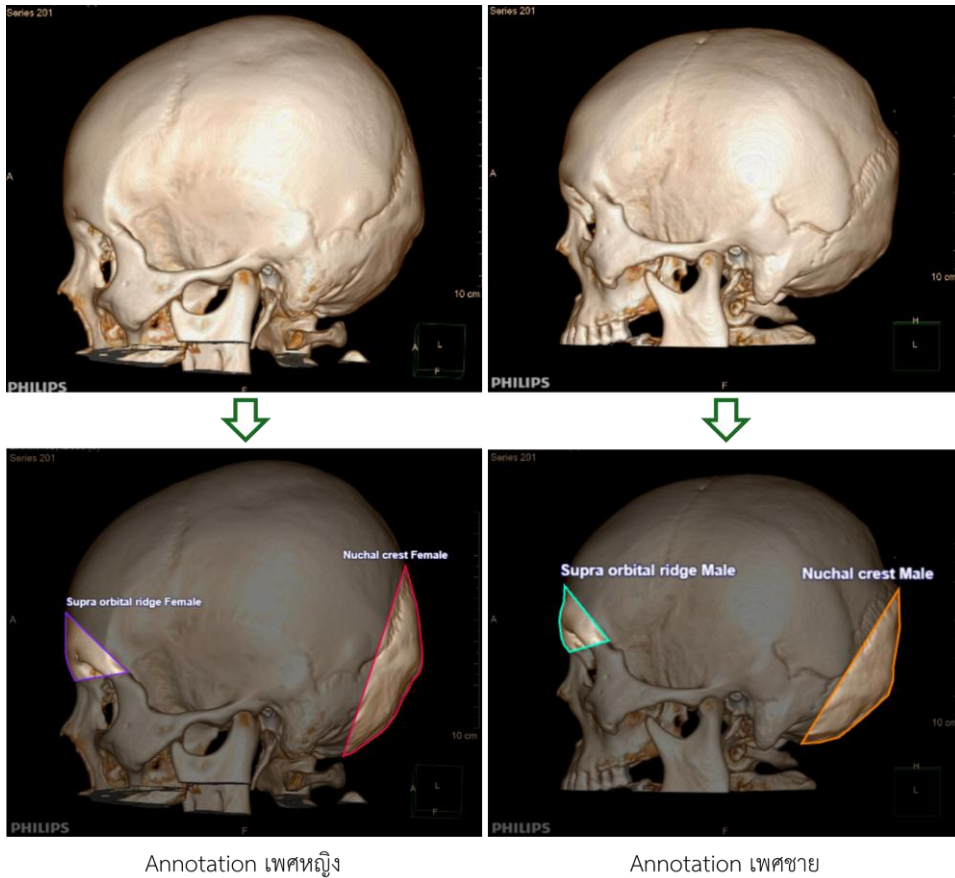 Series 201
Series 201
A
A
10 cm
10 cm
L
A
F
H
L
PHILIPS
F
PHILIPS
F
Series 201
Series 201
Nuchal crest Female
Supra orbital ridge Female
Supra orbital ridge Male
Nuchal crest Male
A
A
10 cm
10 cm
L
A
F
H
L
PHILIPS
F
PHILIPS
F
Annotation เพศหญิง
Annotation เพศชาย